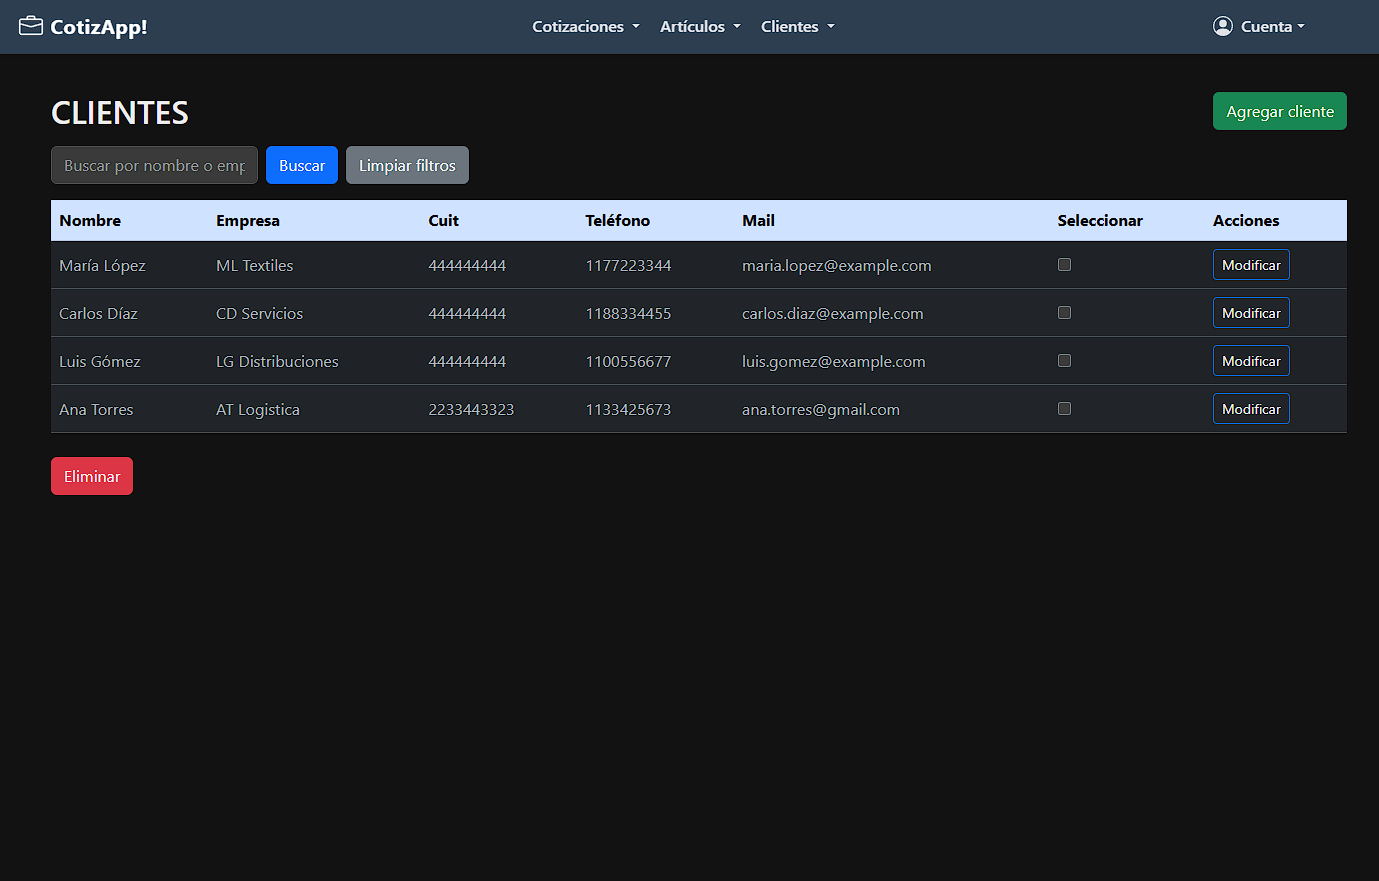 CotizApp! Cotizaciones Artículos Clientes Cuenta
CLIENTES Agregar cliente
Buscar por nombre o emp Buscar Limpiar filtros
Nombre Empresa Cuit Teléfono Mail Seleccionar Acciones
María López ML Textiles 444444444 1177223344 maria.lopez@example.com Modificar
Carlos Díaz CD Servicios 444444444 1188334455 carlos.diaz@example.com Modificar
Luis Gómez LG Distribuciones 444444444 1100556677 luis.gomez@example.com Modificar
Ana Torres AT Logistica 2233443323 1133425673 ana.torres@gmail.com Modificar
Eliminar